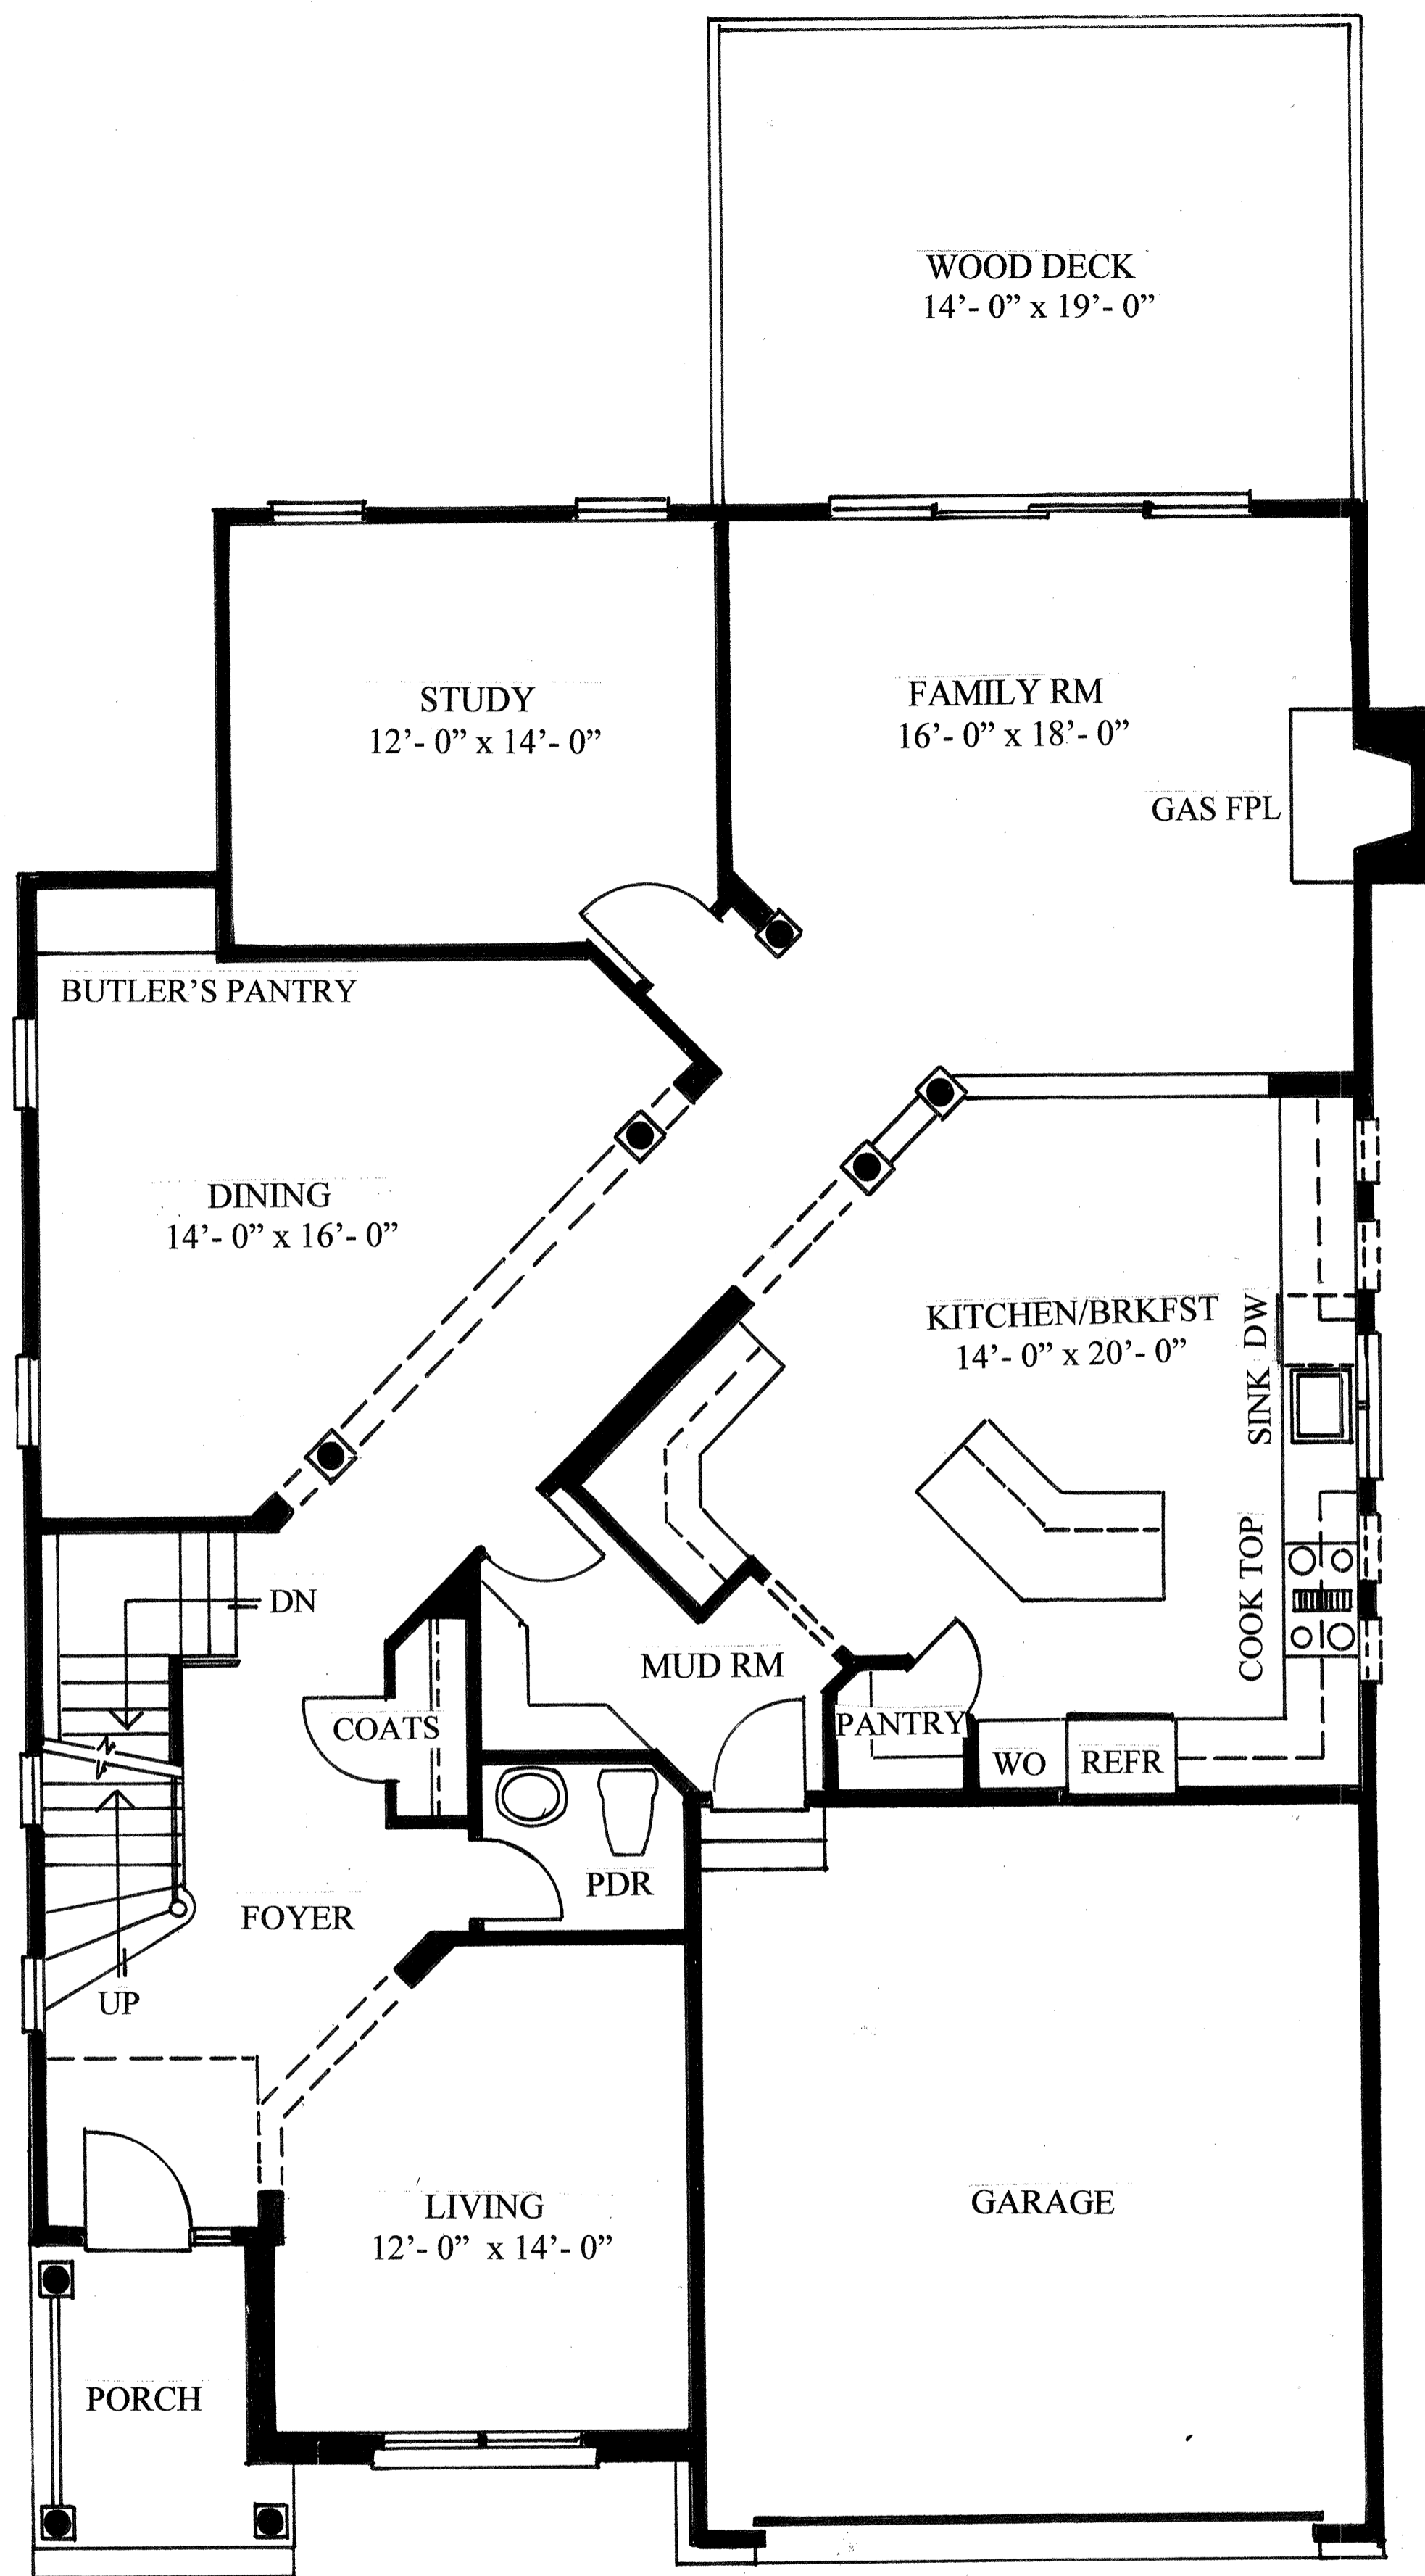 WOOD DECK
14’- 0” x 19’- 0”
STUDY
12’- 0” x 14’- 0”
FAMILY RM
16’- 0” x 18’- 0”
GAS FPL
BUTLER’S PANTRY
DINING
14’- 0” x 16’- 0”
KITCHEN/BRKFST
14’- 0” x 20’- 0”
DW
SINK
COOK TOP
DN
MUD RM
COATS
PANTRY
WO
REFR
PDR
FOYER
UP
LIVING
12’- 0” x 14’- 0”
GARAGE
PORCH